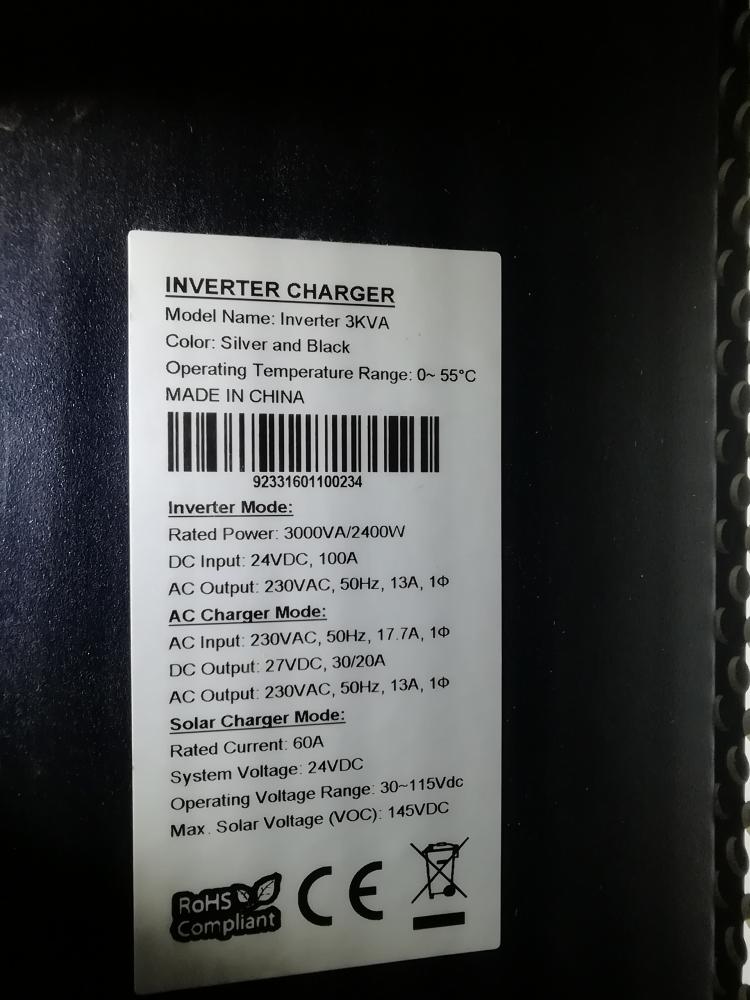 INVERTER CHARGER
Model Name: Inverter 3KVA
Color: Silver and Black
Operating Temperature Range: 0~ 55°C
MADE IN CHINA
92331601100234
Inverter Mode:
Rated Power: 3000VA/2400W
DC Input: 24VDC, 100A
AC Output: 230VAC, 50Hz, 13A, 1Φ
AC Charger Mode:
AC Input: 230VAC, 50Hz, 17.7A, 1Φ
DC Output: 27VDC, 30/20A
AC Output: 230VAC, 50Hz, 13A, 1Φ
Solar Charger Mode:
Rated Current: 60A
System Voltage: 24VDC
Operating Voltage Range: 30~115Vdc
Max. Solar Voltage (VOC): 145VDC
RoHS
Compliant
CE